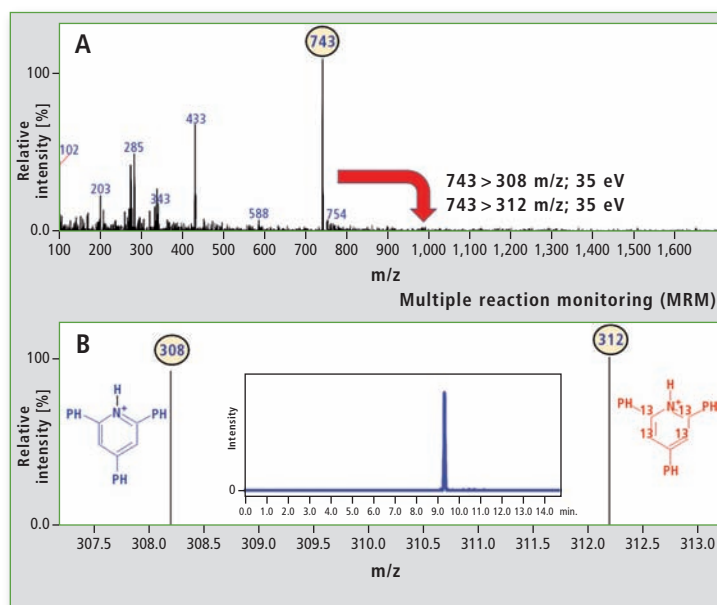 A
743
100
433
102
285
203
343
588
754
Relative
intensity [%]
0.0
743 > 308 m/z; 35 eV
743 > 312 m/z; 35 eV
100 200 300 400 500 600 700 800 900 1,000 1,100 1,200 1,300 1,400 1,500 1,600
m/z
Multiple reaction monitoring (MRM)
B
308
312
100
Relative
intensity [%]
0.0
H
N+
PH PH
PH
Intensity
0
0.0 1.0 2.0 3.0 4.0 5.0 6.0 7.0 8.0 9.0 10.0 11.0 12.0 13.0 14.0 min.
H
N+
PH 13 13 PH
13 13
PH
307.5 308.0 308.5 309.0 309.5 310.0 310.5 311.0 311.5 312.0 312.5 313.0
m/z